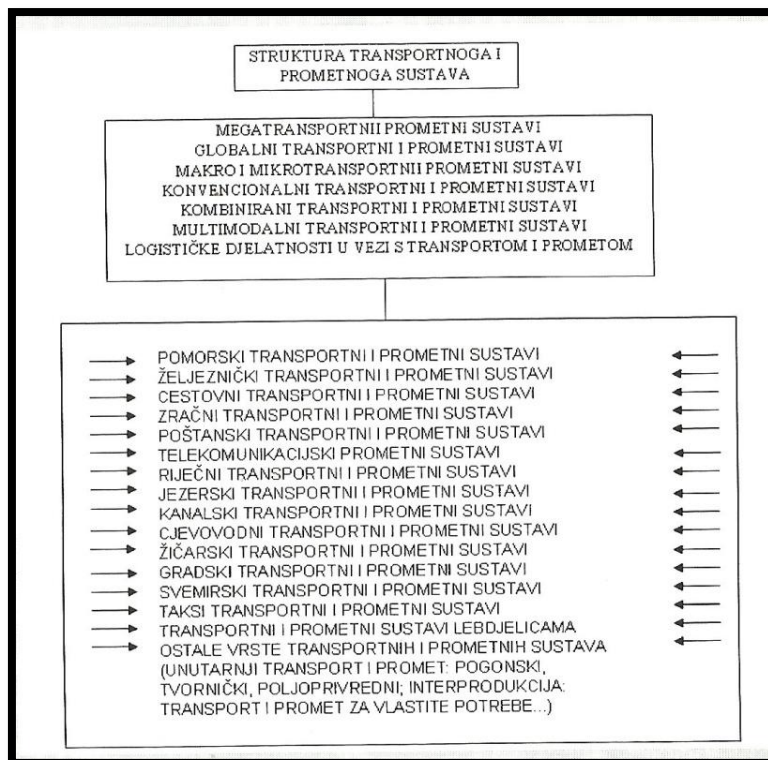 STRUKTURA TRANSPORTNOGA I
PROMETNOGA SUSTAVA
MEGATRANSPORTNII PROMETNI SUSTAVI
GLOBALNI TRANSPORTNI I PROMETNI SUSTAVI
MAKRO I MIKROTRANSPORTNII PROMETNI SUSTAVI
KONVENCIONALNI TRANSPORTNI I PROMETNI SUSTAVI
KOMBINIRANI TRANSPORTNI I PROMETNI SUSTAVI
MULTIMODALNI TRANSPORTNI I PROMETNI SUSTAVI
LOGISTIČKE DJELATNOSTI U VEZI S TRANSPORTOM I PROMETOM
POMORSKI TRANSPORTNI I PROMETNI SUSTAVI
ŽELJEZNIČKI TRANSPORTNI I PROMETNI SUSTAVI
CESTOVNI TRANSPORTNI I PROMETNI SUSTAVI
ZRAČNI TRANSPORTNI I PROMETNI SUSTAVI
POŠTANSKI TRANSPORTNI I PROMETNI SUSTAVI
TELEKOMUNIKACIJSKI PROMETNI SUSTAVI
RIJEČNI TRANSPORTNI I PROMETNI SUSTAVI
JEZERSKI TRANSPORTNI I PROMETNI SUSTAVI
KANALSKI TRANSPORTNI I PROMETNI SUSTAVI
CJEVOVODNI TRANSPORTNI I PROMETNI SUSTAVI
ŽIČARSKI TRANSPORTNI I PROMETNI SUSTAVI
GRADSKI TRANSPORTNI I PROMETNI SUSTAVI
SVEMIRSKI TRANSPORTNI I PROMETNI SUSTAVI
TAKSI TRANSPORTNI I PROMETNI SUSTAVI
TRANSPORTNI I PROMETNI SUSTAVI LEBDJELICAMA
OSTALE VRSTE TRANSPORTNIH I PROMETNIH SUSTAVA
(UNUTARNJI TRANSPORT I PROMET: POGONSKI,
TVORNIČKI, POLJOPRIVREDNI; INTERPRODUKCIJA:
TRANSPORT I PROMET ZA VLASTITE POTREBE...)